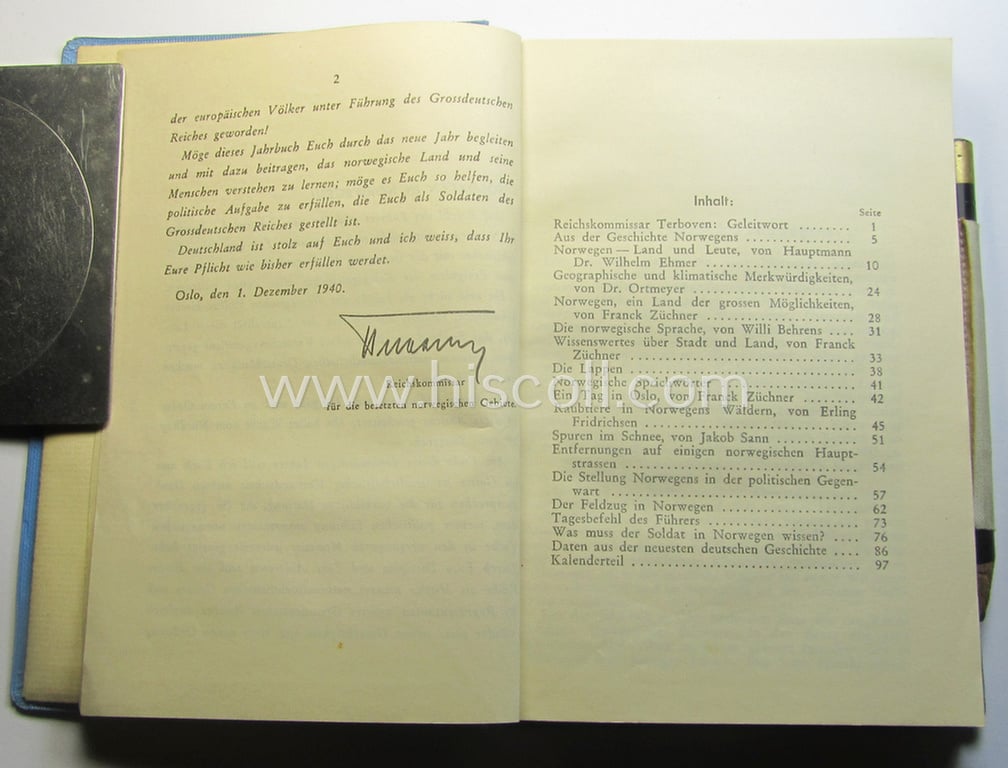 2
der europäischen Völker unter Führung des Grossdeutschen
Reiches geworden!
Möge dieses Jahrbuch Euch durch das neue Jahr begleiten
und mit dazu beitragen, das norwegische Land und seine
Menschen verstehen zu lernen; möge es Euch so helfen, die
politische Aufgabe zu erfüllen, die Euch als Soldaten des
Grossdeutschen Reiches gestellt ist.
Deutschland ist stolz auf Euch und ich weiss, dass Ihr
Eure Pflicht wie bisher erfüllen werdet.
Oslo, den 1. Dezember 1940.
Reichskommissar
für die besetzten norwegischen Gebiete.
Inhalt:
Seite
Reichskommissar Terboven: Geleitwort ........ 1
Aus der Geschichte Norwegens ............... 5
Norwegen — Land und Leute, von Hauptmann
Dr. Wilhelm Ehmer ...................... 10
Geographische und klimatische Merkwürdigkeiten,
von Dr. Ortmeyer ........................ 24
Norwegen, ein Land der grossen Möglichkeiten,
von Franck Züchner ...................... 28
Die norwegische Sprache, von Willi Behrens .... 31
Wissenswertes über Stadt und Land, von Franck
Züchner ................................ 33
Die Lappen ................................ 38
Norwegische Sprichwörter .................... 41
Ein Tag in Oslo, von Franck Züchner ........ 42
Raubtiere in Norwegens Wäldern, von Erling
Fridrichsen ............................ 45
Spuren im Schnee, von Jakob Sann ............ 51
Entfernungen auf einigen norwegischen Haupt-
strassen ................................ 54
Die Stellung Norwegens in der politischen Gegen-
wart .................................... 57
Der Feldzug in Norwegen .................... 62
Tagesbefehl des Führers ...................... 73
Was muss der Soldat in Norwegen wissen? .... 76
Daten aus der neuesten deutschen Geschichte .... 86
Kalenderteil ................................ 97
www.hiscoll.com